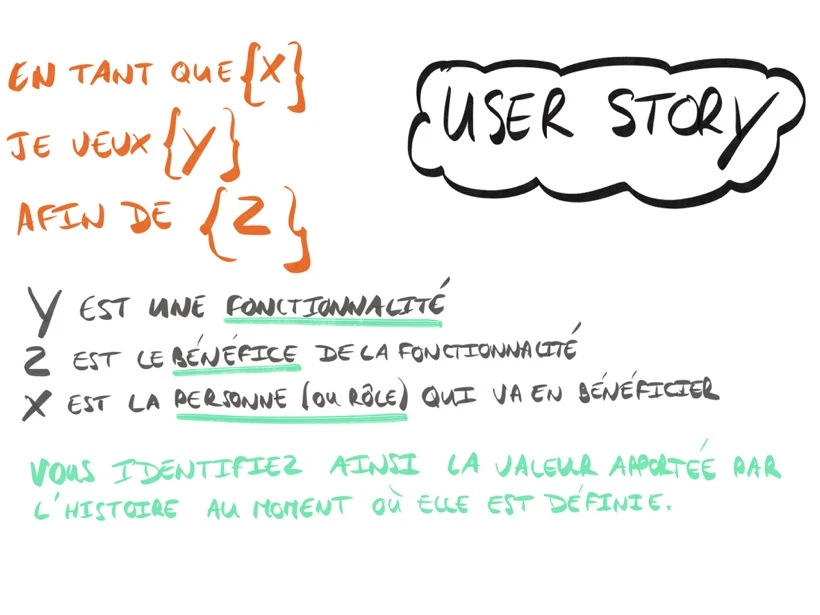 EN TANT QUE {X}
JE VEUX {Y}
AFIN DE {Z}
USER STORY
Y EST UNE FONCTIONNALITÉ
Z EST LE BÉNÉFICE DE LA FONCTIONNALITÉ
X EST LA PERSONNE (OU RÔLE) QUI VA EN BÉNÉFICIER
VOUS IDENTIFIEZ AINSI LA VALEUR APPORTÉE PAR
L'HISTOIRE AU MOMENT OÙ ELLE EST DÉFINIE.